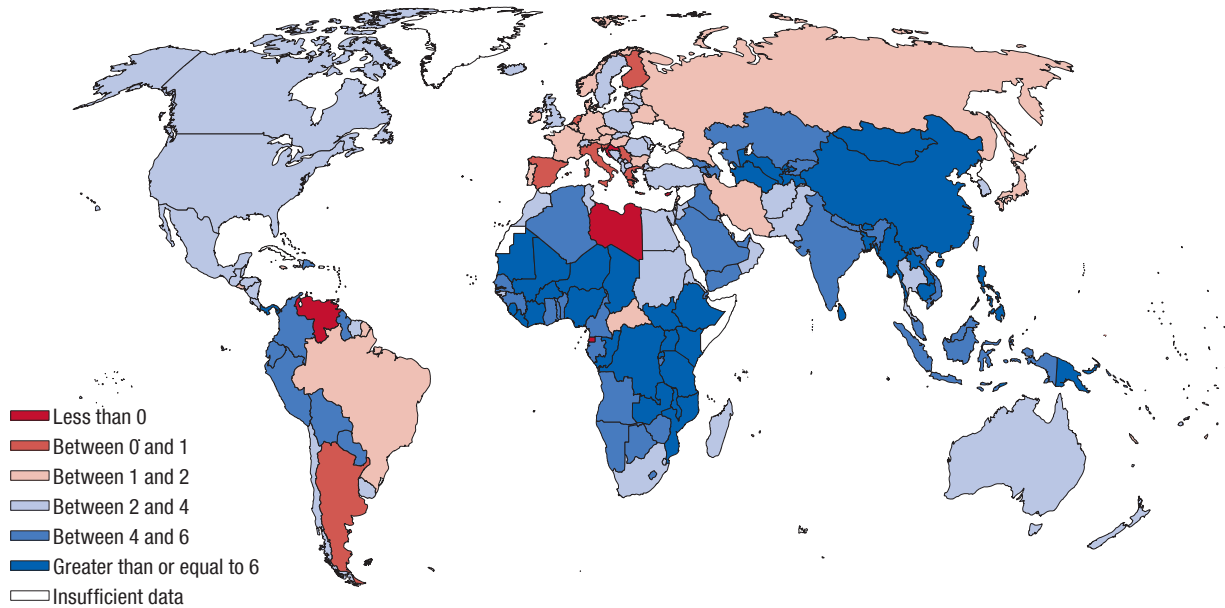 Less than 0
Between 0 and 1
Between 1 and 2
Between 2 and 4
Between 4 and 6
Greater than or equal to 6
Insufficient data